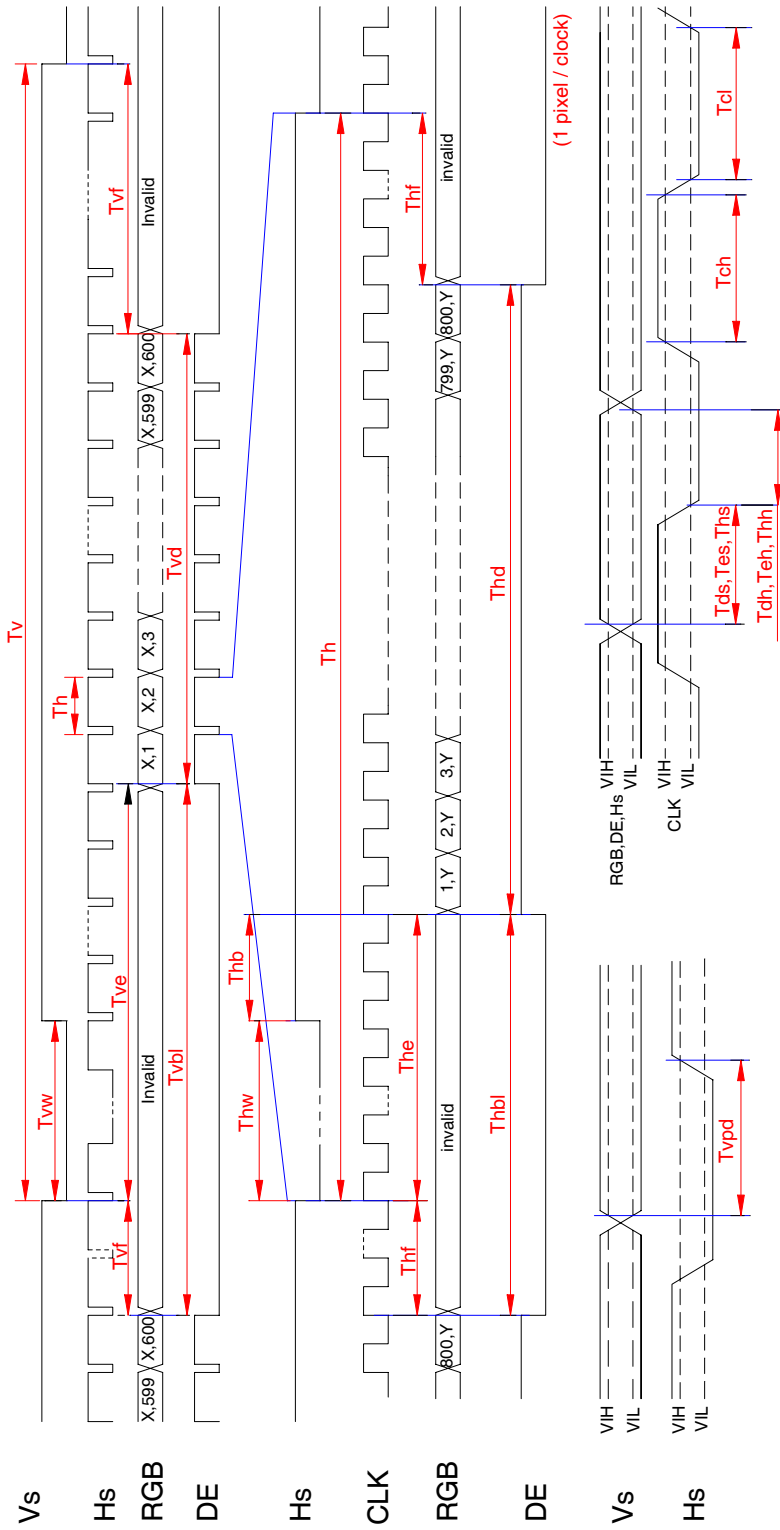 Vs
Tvw
Tv
Hs
Th
RGB
X,599
X,600
Tvf
Invalid
Tve
X,1
X,2
X,3
X,599
X,600
Invalid
Tvf
DE
Tvbl
Tvd
Hs
Thw
Thb
Th
CLK
RGB
800,Y
Thf
invalid
The
1,Y
2,Y
3,Y
799,Y
800,Y
invalid
Thf
DE
Thbl
Thd
(1 pixel / clock)
Vs
VIH
VIL
Hs
VIH
VIL
Tvpd
RGB,DE,Hs
VIH
VIL
CLK
VIH
VIL
Tds,Tes,Ths
Tdh,Teh,Thh
Tch
Tcl